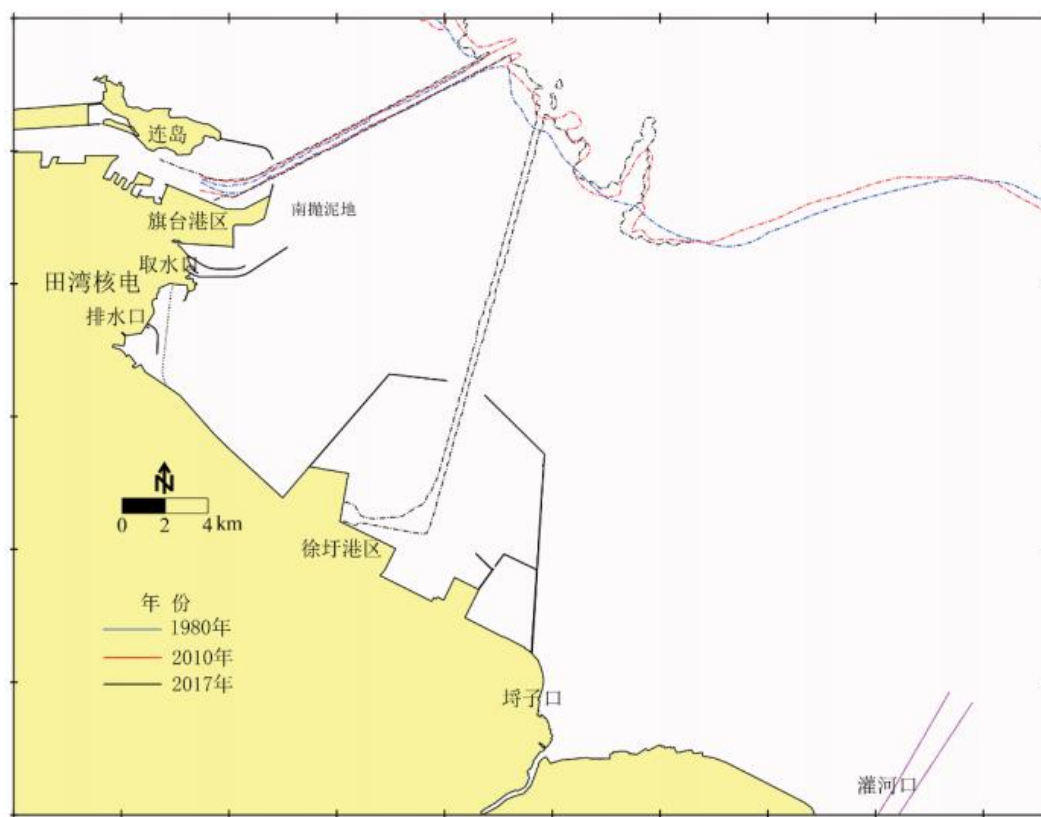 连岛
旗台港区
南抛泥地
取水口
田湾核电
排水口
N
0 2 4 km
徐圩港区
年 份
1980年
2010年
2017年
埒子口
灌河口